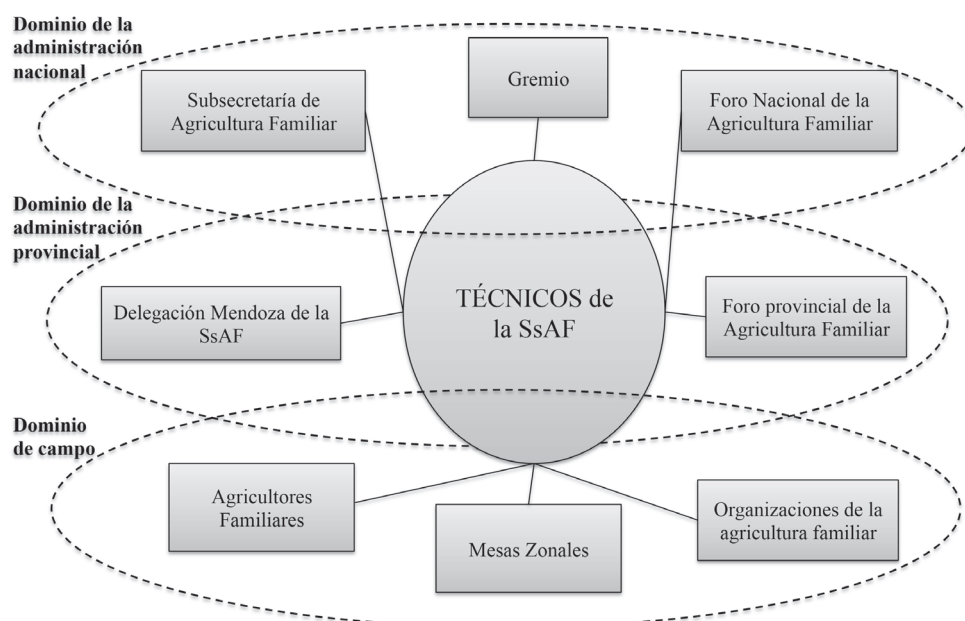 Dominio de la
administración
nacional
Subsecretaría de
Agricultura Familiar
Gremio
Foro Nacional de la
Agricultura Familiar
Dominio de la
administración
provincial
Delegación Mendoza de la
SsAF
TÉCNICOS de
la SsAF
Foro provincial de la
Agricultura Familiar
Dominio
de campo
Agricultores
Familiares
Mesas Zonales
Organizaciones de la
agricultura familiar